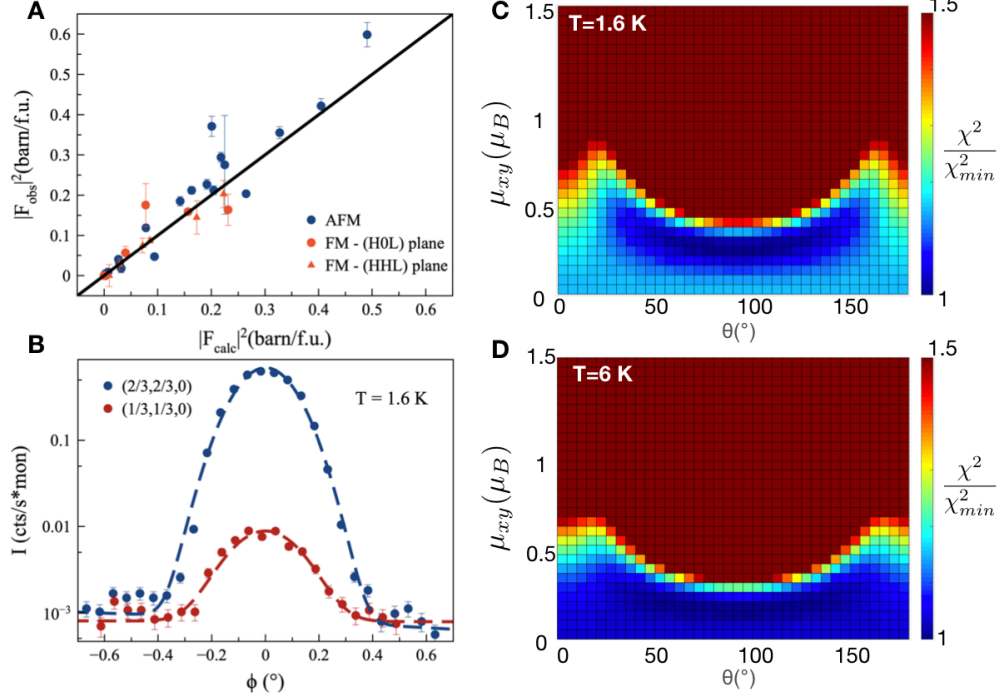 A
0.6
0.5
0.4
0.3
0.2
0.1
0
|F_obs|²(barn/f.u.)
AFM
FM - (H0L) plane
FM - (HHL) plane
0 0.1 0.2 0.3 0.4 0.5 0.6
|F_calc|²(barn/f.u.)
B
(2/3,2/3,0)
(1/3,1/3,0)
T = 1.6 K
0.1
0.01
10⁻³
I (cts/s*mon)
−0.6 −0.4 −0.2 0 0.2 0.4 0.6
ϕ (°)
C
T=1.6 K
1.5
1
0.5
0
μ_xy(μ_B)
0 50 100 150
θ(°)
1.5
χ²
χ²_min
1
D
T=6 K
1.5
1
0.5
0
μ_xy(μ_B)
0 50 100 150
θ(°)
1.5
χ²
χ²_min
1